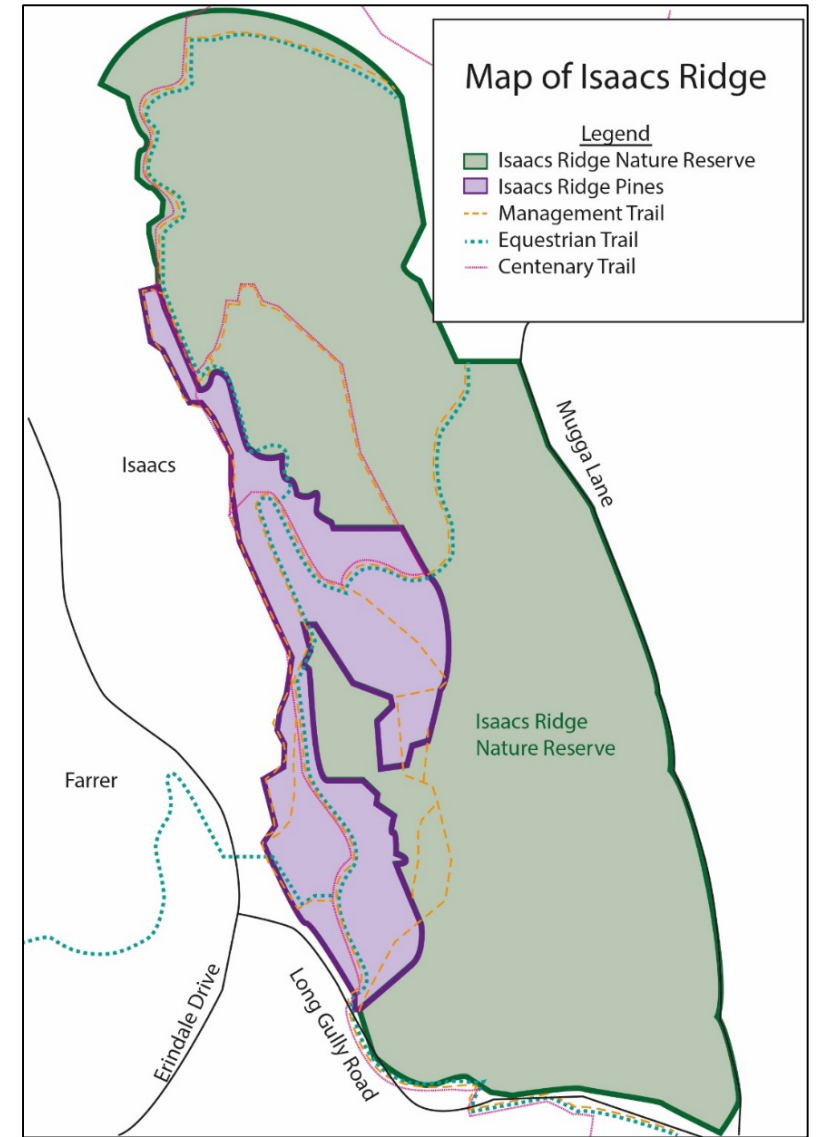 Map of Isaacs Ridge
Legend
Isaacs Ridge Nature Reserve
Isaacs Ridge Pines
Management Trail
Equestrian Trail
Centenary Trail
Mugga Lane
Isaacs
Isaacs Ridge
Nature Reserve
Farrer
Erindale Drive
Long Gully Road